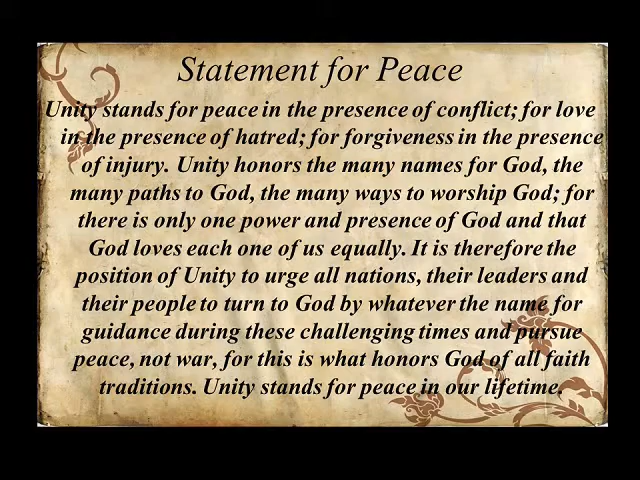 Statement for Peace
Unity stands for peace in the presence of conflict; for love
in the presence of hatred; for forgiveness in the presence
of injury. Unity honors the many names for God, the
many paths to God, the many ways to worship God; for
there is only one power and presence of God and that
God loves each one of us equally. It is therefore the
position of Unity to urge all nations, their leaders and
their people to turn to God by whatever the name for
guidance during these challenging times and pursue
peace, not war, for this is what honors God of all faith
traditions. Unity stands for peace in our lifetime.